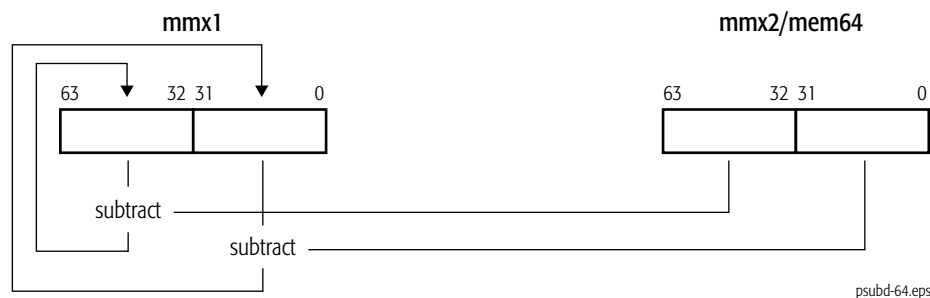 mmx1 mmx2/mem64
63 32 31 0 63 32 31 0
subtract
subtract
psubd-64.eps